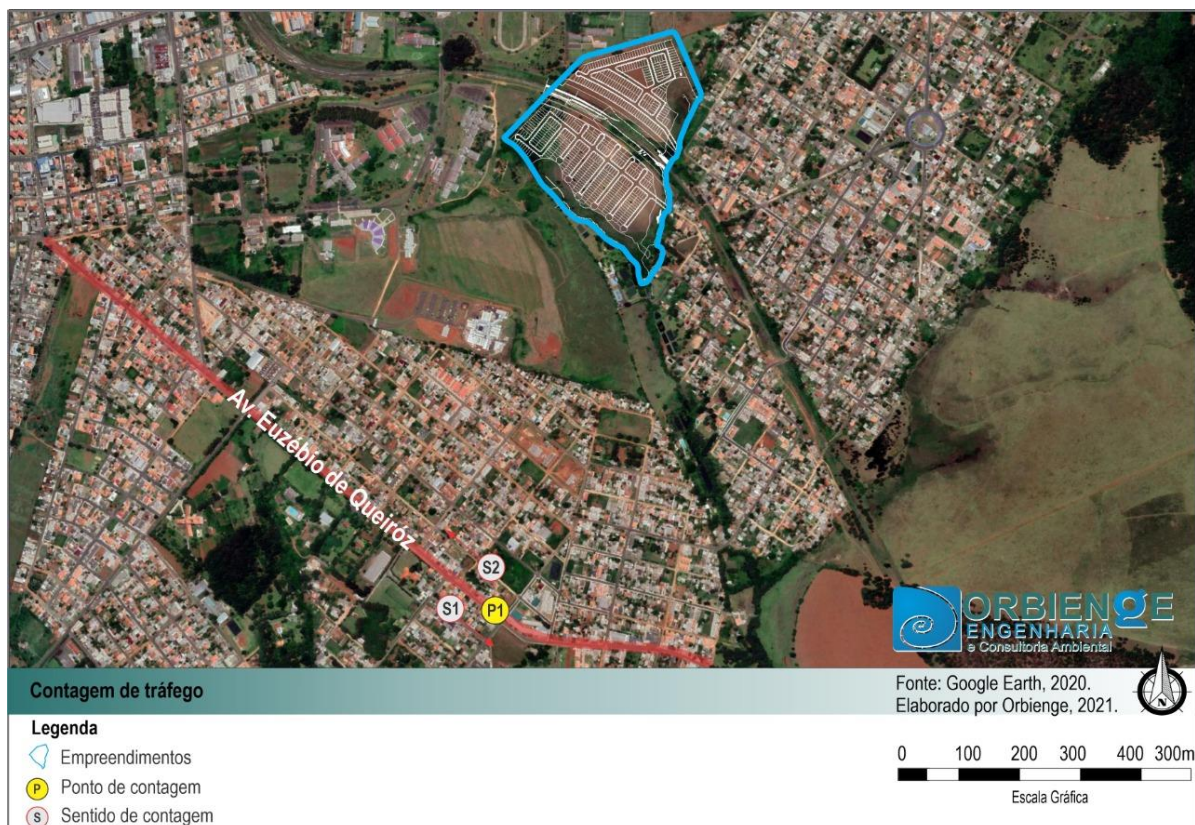 Av. Euzébio de Queiróz
S2
S1
P1
ORBIENGE
ENGENHARIA
e Consultoria Ambiental
Contagem de tráfego
Fonte: Google Earth, 2020.
Elaborado por Orbienge, 2021.
N
Legenda
Empreendimentos
P Ponto de contagem
S Sentido de contagem
0 100 200 300 400 300m
Escala Gráfica